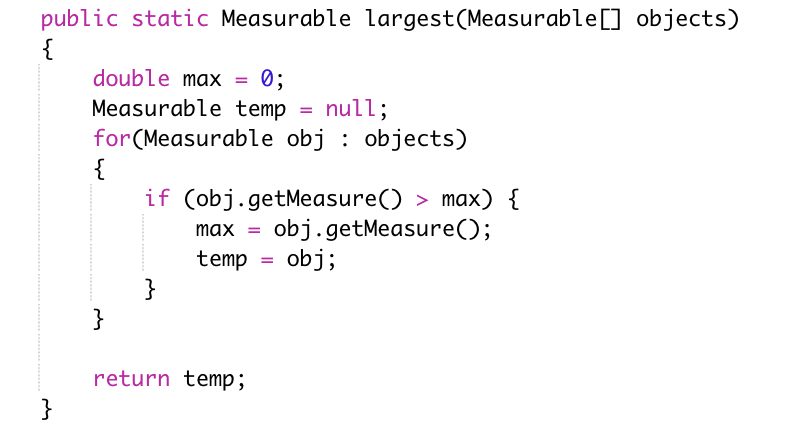 public static Measurable largest(Measurable[] objects)
{
    double max = 0;
    Measurable temp = null;
    for(Measurable obj : objects)
    {
        if (obj.getMeasure() > max) {
            max = obj.getMeasure();
            temp = obj;
        }
    }

    return temp;
}